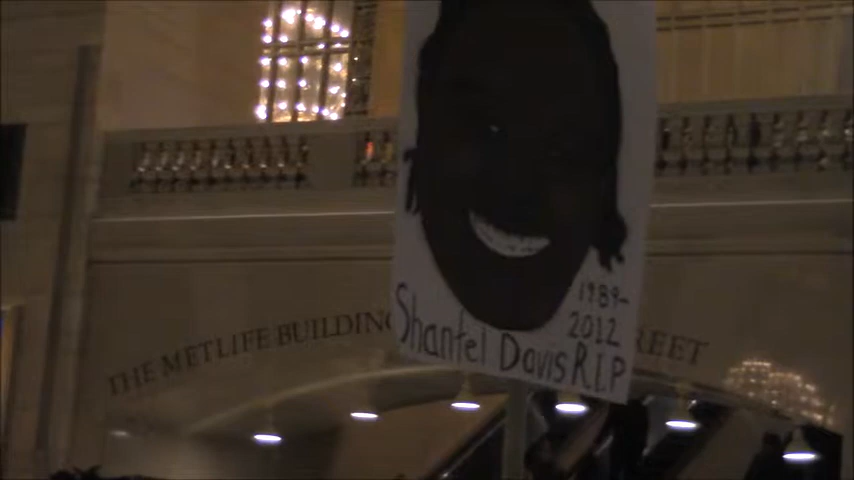 1989-
2012
Shantel Davis R.I.P
THE METLIFE BUILDING
REET